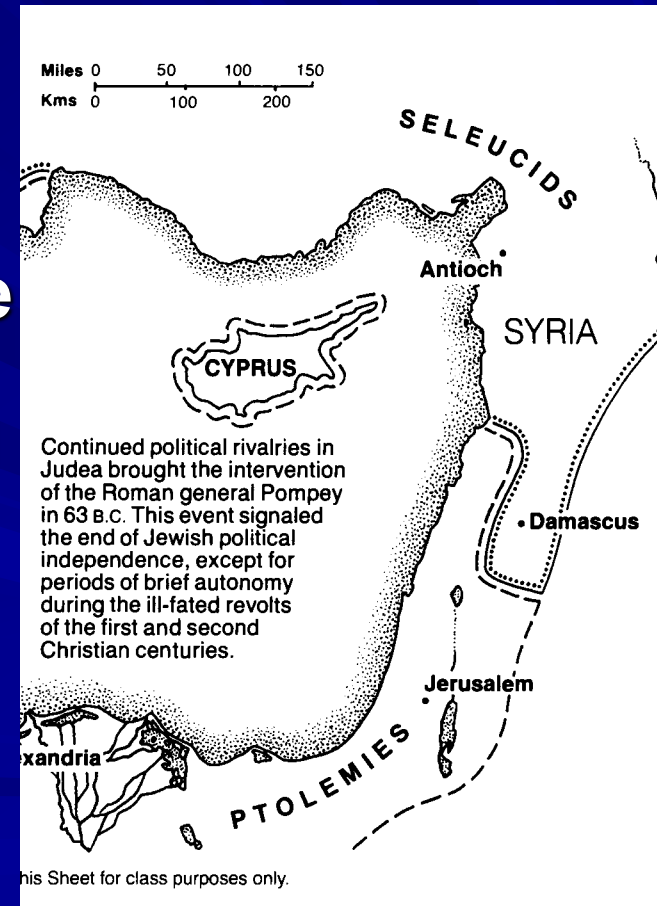 Miles 0 50 100 150
Kms 0 100 200
SELEUCIDS
Antioch
SYRIA
e
CYPRUS
Continued political rivalries in
Judea brought the intervention
of the Roman general Pompey
in 63 B.C. This event signaled
the end of Jewish political
independence, except for
periods of brief autonomy
during the ill-fated revolts
of the first and second
Christian centuries.
Damascus
Jerusalem
xandria
PTOLEMIES
his Sheet for class purposes only.